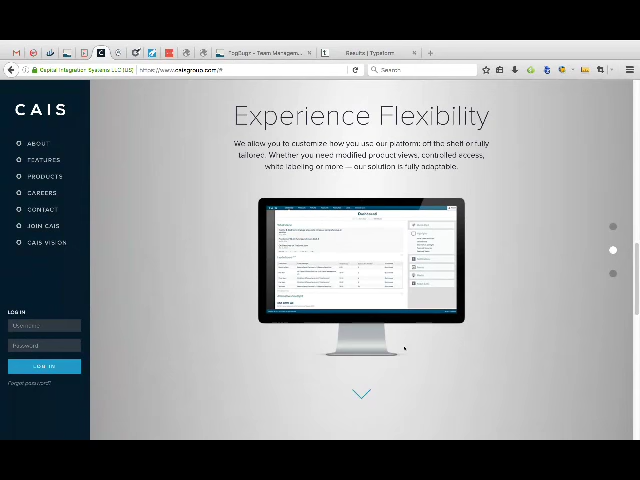 FogBugz - Team Managem...
Results | Typeform
Capital Integration Systems LLC (US)
https://www.caisgroup.com/#
Search
CAIS
ABOUT
FEATURES
PRODUCTS
CAREERS
CONTACT
JOIN CAIS
CAIS VISION
LOG IN
Username
Password
LOG IN
Forgot password?
Experience Flexibility
We allow you to customize how you use our platform: off the shelf or fully
tailored. Whether you need modified product views, controlled access,
white labeling or more — our solution is fully adaptable.
Dashboard